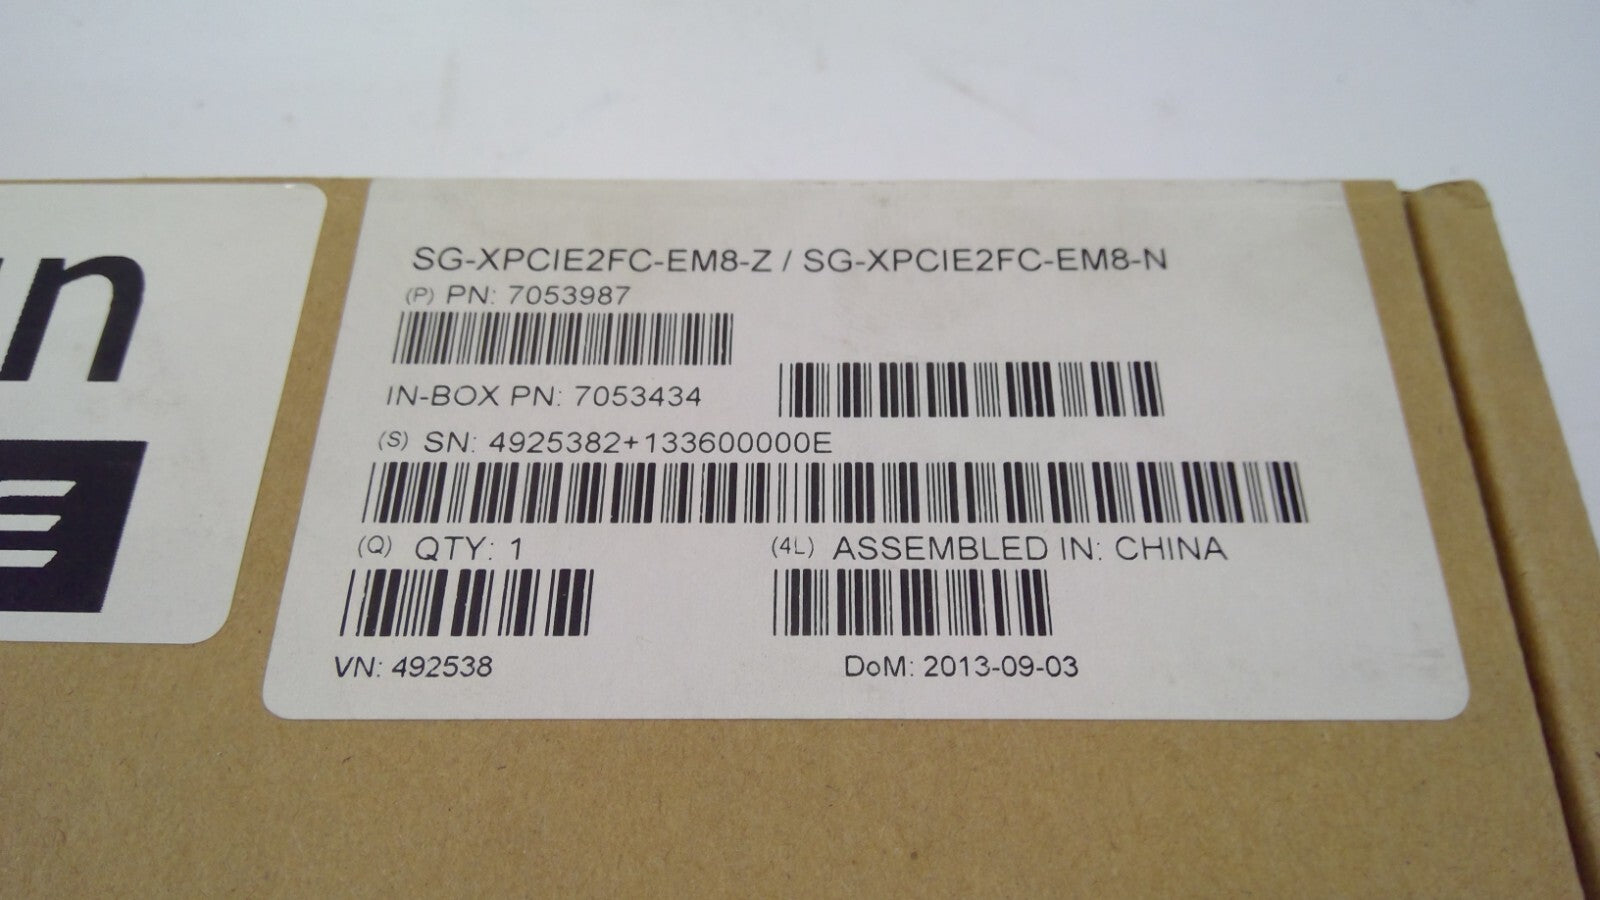 SG-XPCIE2FC-EM8-Z / SG-XPCIE2FC-EM8-N
(P) PN: 7053987
IN-BOX PN: 7053434
(S) SN: 4925382+133600000E
(Q) QTY: 1
(4L) ASSEMBLED IN: CHINA
VN: 492538
DoM: 2013-09-03